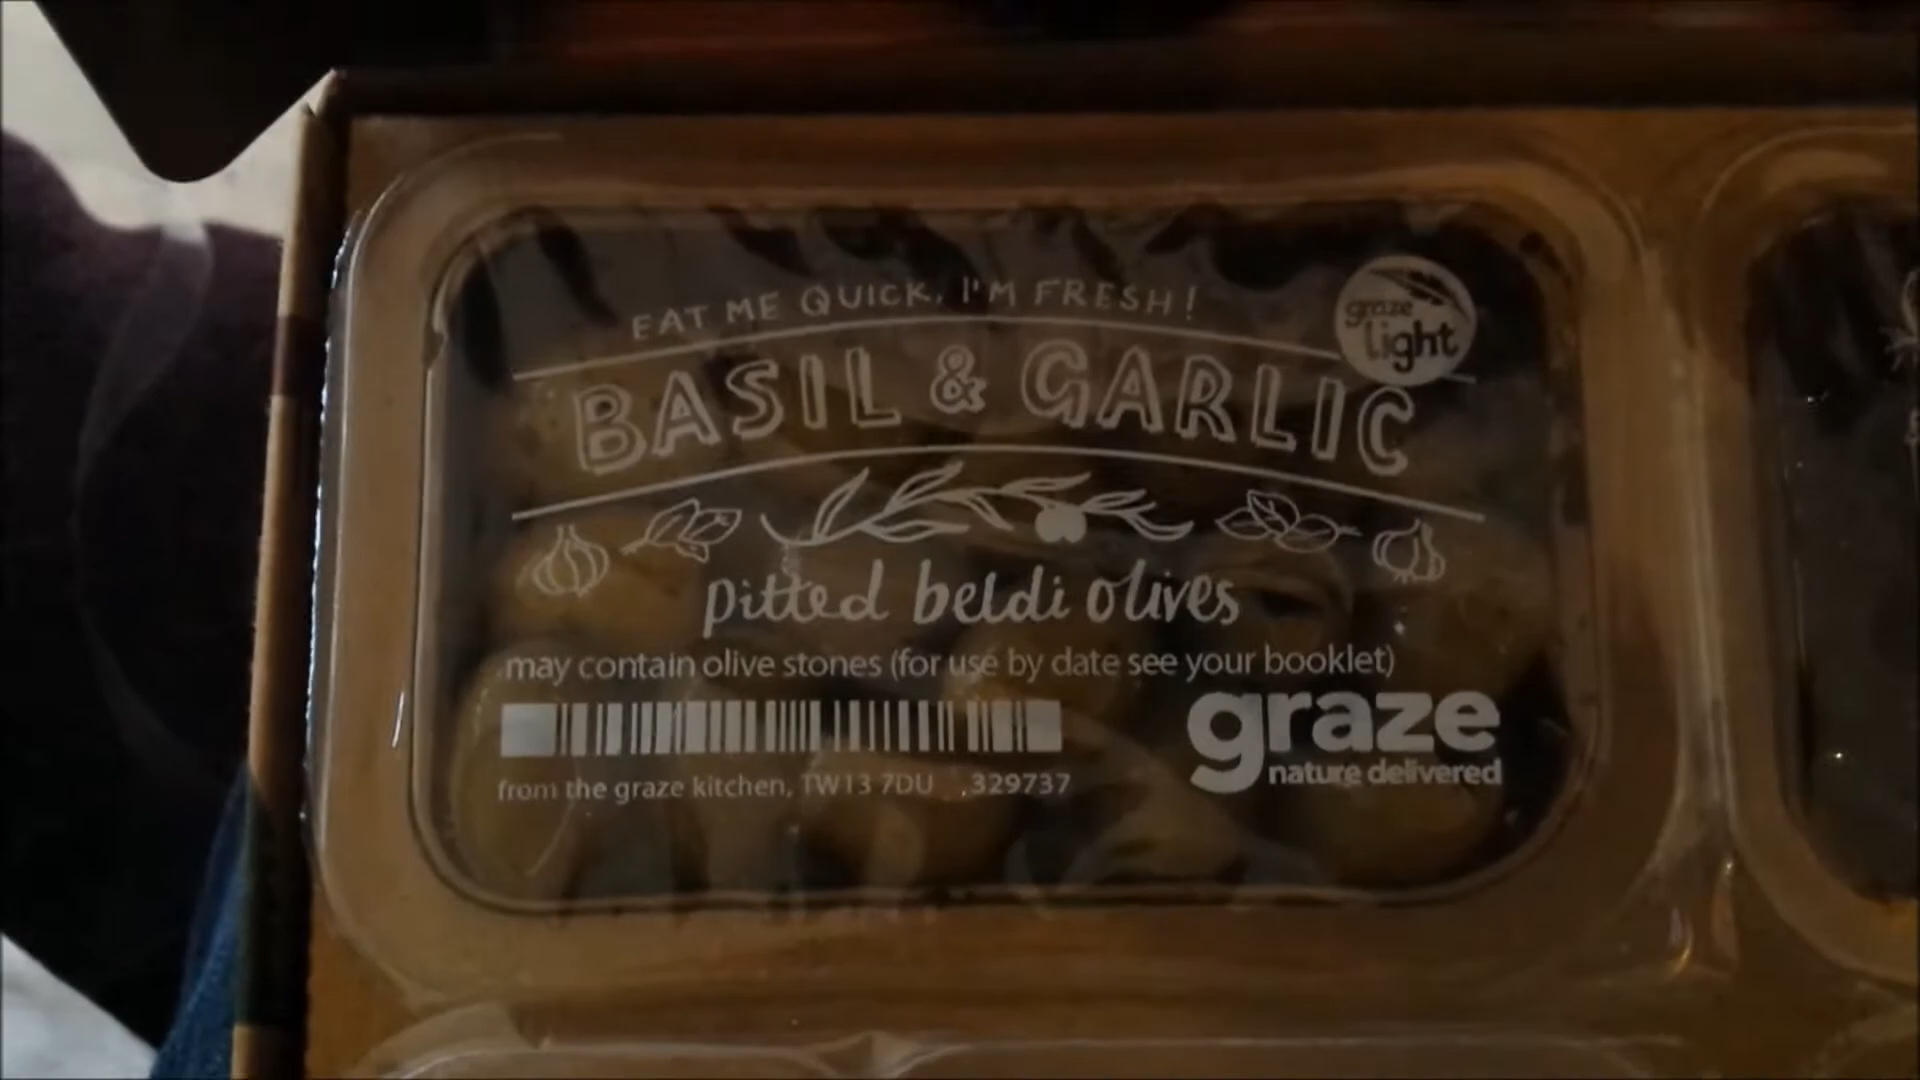 EAT ME QUICK, I'M FRESH!
graze
light
BASIL & GARLIC
pitted beldi olives
may contain olive stones (for use by date see your booklet)
graze
nature delivered
from the graze kitchen, TW13 7DU 329737